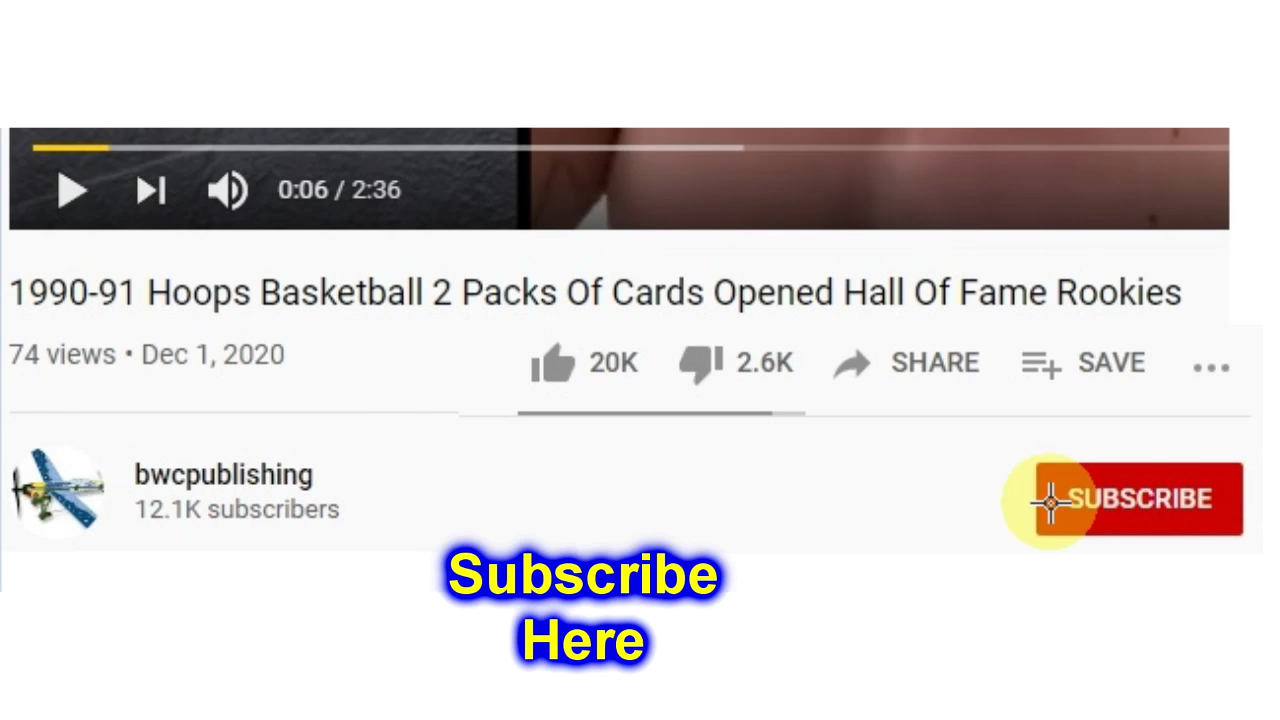 0:06 / 2:36
1990-91 Hoops Basketball 2 Packs Of Cards Opened Hall Of Fame Rookies
74 views • Dec 1, 2020
20K 2.6K SHARE SAVE
bwcpublishing
12.1K subscribers
SUBSCRIBE
Subscribe
Here